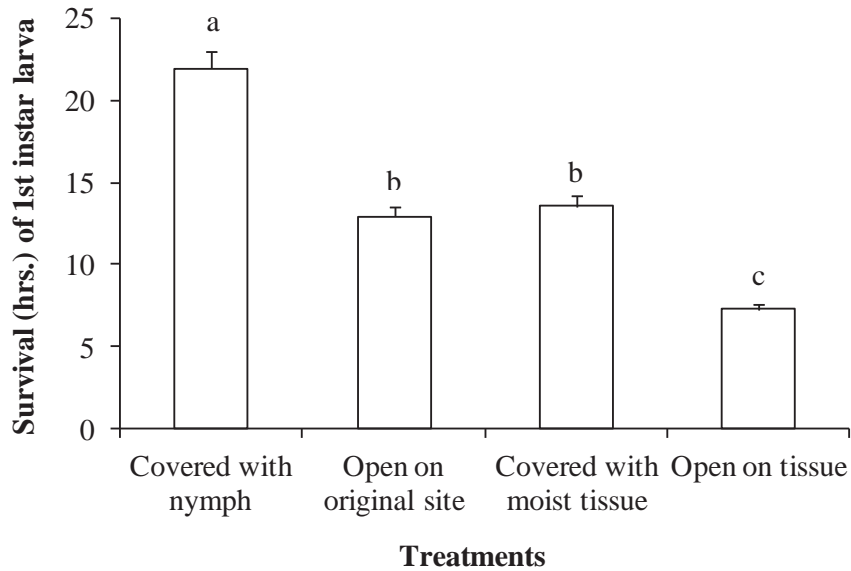 Survival (hrs.) of 1st instar larva
25
20
15
10
5
0
a
b
b
c
Covered with
nymph
Open on
original site
Covered with
moist tissue
Open on tissue
Treatments